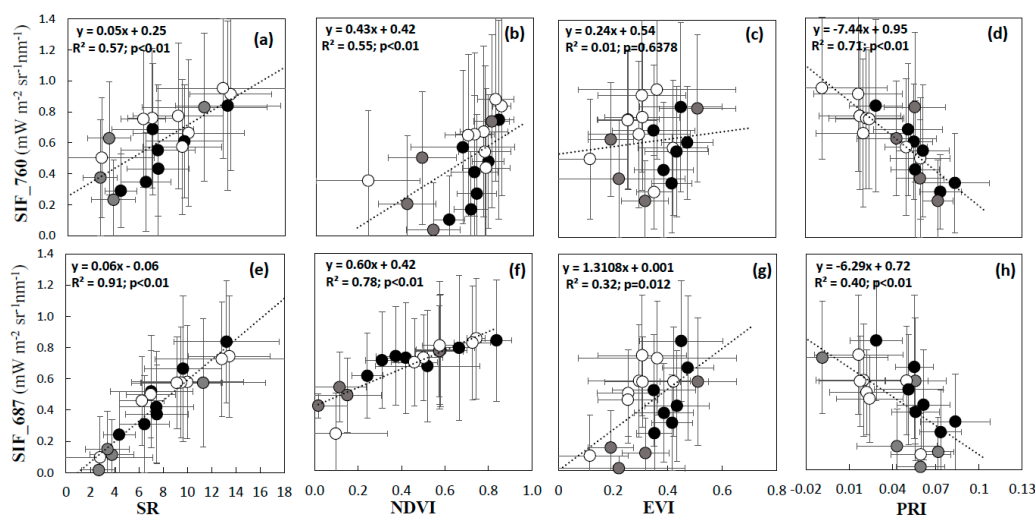 y = 0.05x + 0.25
R² = 0.57; p<0.01
(a)
y = 0.43x + 0.42
R² = 0.55; p<0.01
(b)
y = 0.24x + 0.54
R² = 0.01; p=0.6378
(c)
y = -7.44x + 0.95
R² = 0.71; p<0.01
(d)
SIF_760 (mW m⁻² sr⁻¹nm⁻¹)
1.4
1.2
1.0
0.8
0.6
0.4
0.2
0.0
y = 0.06x - 0.06
R² = 0.91; p<0.01
(e)
y = 0.60x + 0.42
R² = 0.78; p<0.01
(f)
y = 1.3108x + 0.001
R² = 0.32; p=0.012
(g)
y = -6.29x + 0.72
R² = 0.40; p<0.01
(h)
SIF_687 (mW m⁻² sr⁻¹nm⁻¹)
1.4
1.2
1.0
0.8
0.6
0.4
0.2
0.0
0 2 4 6 8 10 12 14 16 18
SR
0.0 0.2 0.4 0.6 0.8 1.0
NDVI
0 0.2 0.4 0.6 0.8
EVI
-0.02 0.01 0.04 0.07 0.10 0.13
PRI